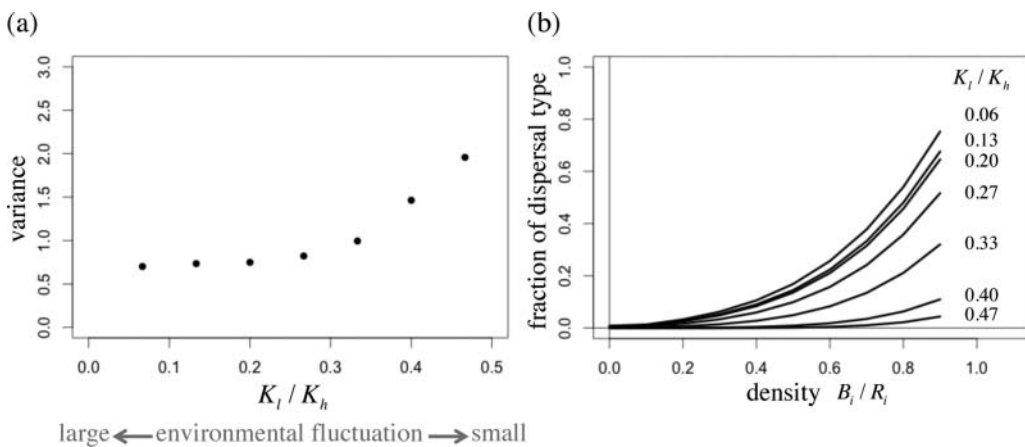 (a)
variance
3.0
2.5
2.0
1.5
1.0
0.5
0.0
0.0 0.1 0.2 0.3 0.4 0.5
K_l / K_h
large ← environmental fluctuation → small
(b)
fraction of dispersal type
1.0
0.8
0.6
0.4
0.2
0.0
K_l / K_h
0.06
0.13
0.20
0.27
0.33
0.40
0.47
0.0 0.2 0.4 0.6 0.8 1.0
density B_i / R_i